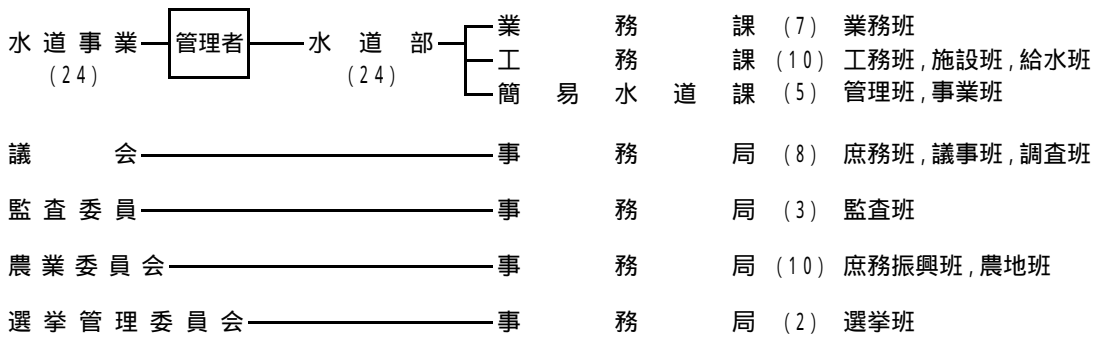 業務課 (7) 業務班
水道事業 管理者 水道部
工務課 (10) 工務班,施設班,給水班
(24) (24)
簡易水道課 (5) 管理班,事業班
議会 事務局 (8) 庶務班,議事班,調査班
監査委員 事務局 (3) 監査班
農業委員会 事務局 (10) 庶務振興班,農地班
選挙管理委員会 事務局 (2) 選挙班